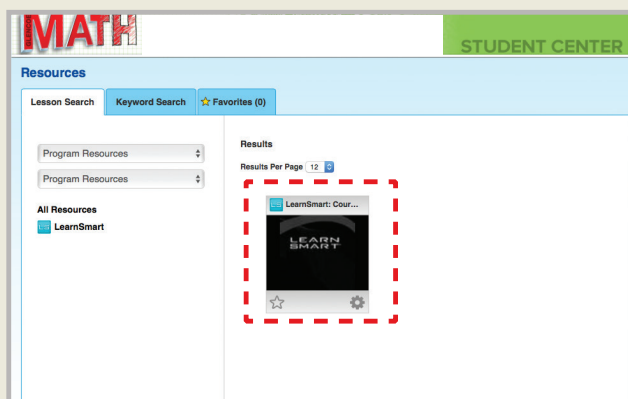 MATH
STUDENT CENTER
Resources
Lesson Search
Keyword Search
Favorites (0)
Program Resources
Program Resources
All Resources
LearnSmart
Results
Results Per Page 12
LearnSmart: Cour...
LEARN
SMART